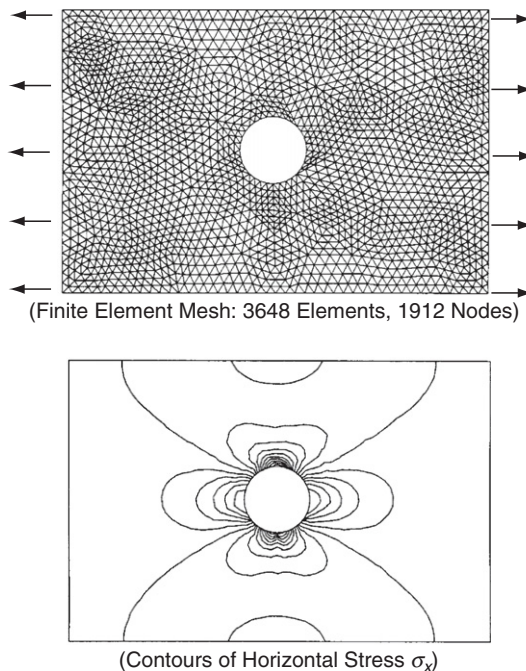 (Finite Element Mesh: 3648 Elements, 1912 Nodes)
(Contours of Horizontal Stress σx)